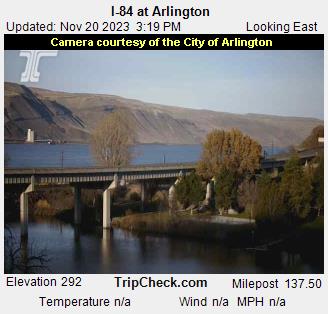 I-84 at Arlington
Updated: Nov 20 2023 3:19 PM Looking East
Camera courtesy of the City of Arlington
Elevation 292 TripCheck.com Milepost 137.50
Temperature n/a Wind n/a MPH n/a